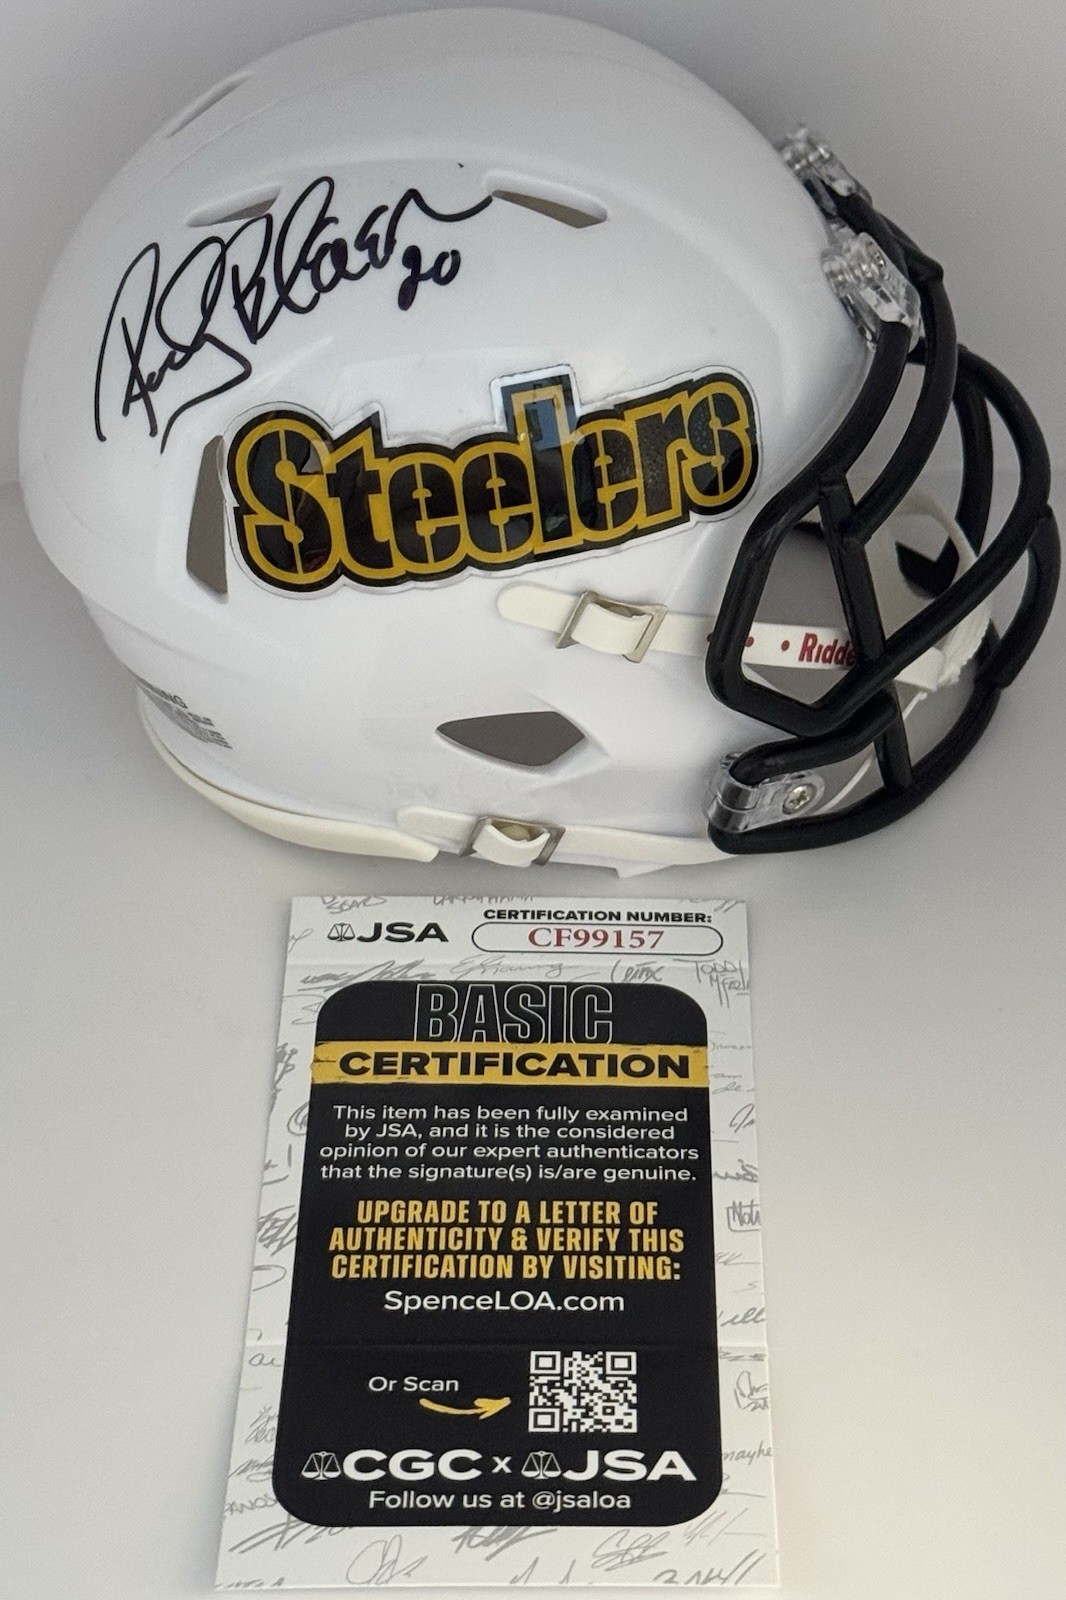 Rocky Bleier
20
Steelers
Ridde
JSA
CERTIFICATION NUMBER:
CF99157
BASIC
CERTIFICATION
This item has been fully examined
by JSA, and it is the considered
opinion of our expert authenticators
that the signature(s) is/are genuine.
UPGRADE TO A LETTER OF
AUTHENTICITY & VERIFY THIS
CERTIFICATION BY VISITING:
SpenceLOA.com
Or Scan
CGC x JSA
Follow us at @jsaloa